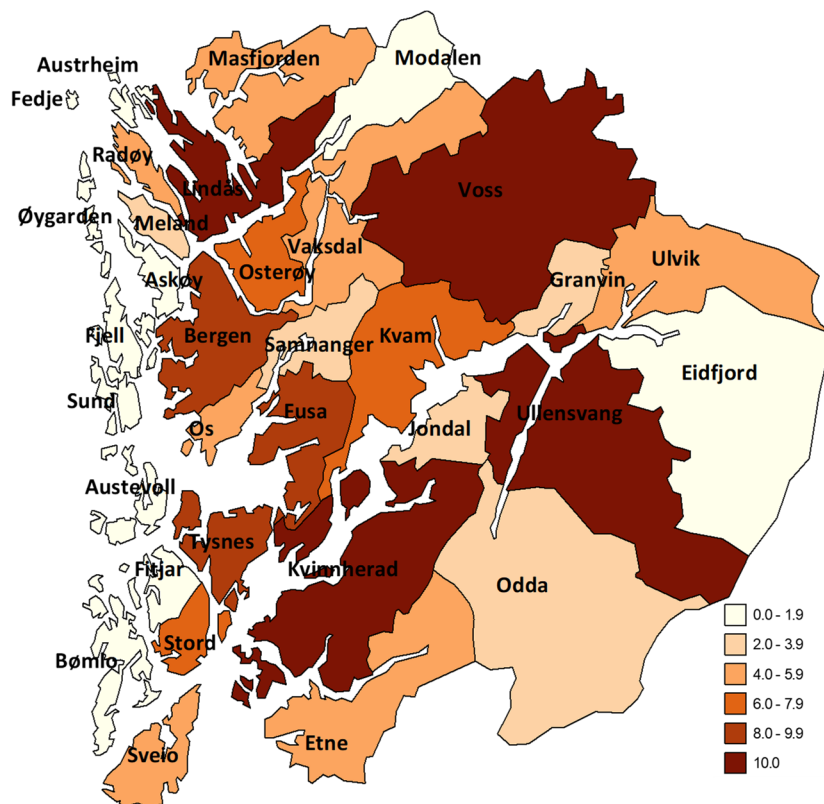 Masfjorden
Modalen
Austrheim
Fedje
Radøy
Lindås
Voss
Øygarden
Meland
Vaksdal
Osterøy
Askøy
Granvin
Ulvik
Fjell
Bergen
Samnanger
Kvam
Eidfjord
Sund
Os
Fusa
Jondal
Ullensvang
Austevoll
Tysnes
Fitjar
Kvinnherad
Odda
Stord
Bømlo
Etne
Sveio
0.0 - 1.9
2.0 - 3.9
4.0 - 5.9
6.0 - 7.9
8.0 - 9.9
10.0